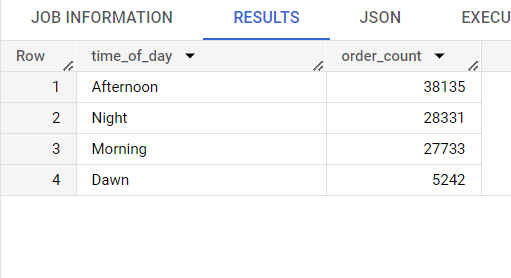 JOB INFORMATION RESULTS JSON EXECU
Row time_of_day order_count
1 Afternoon 38135
2 Night 28331
3 Morning 27733
4 Dawn 5242